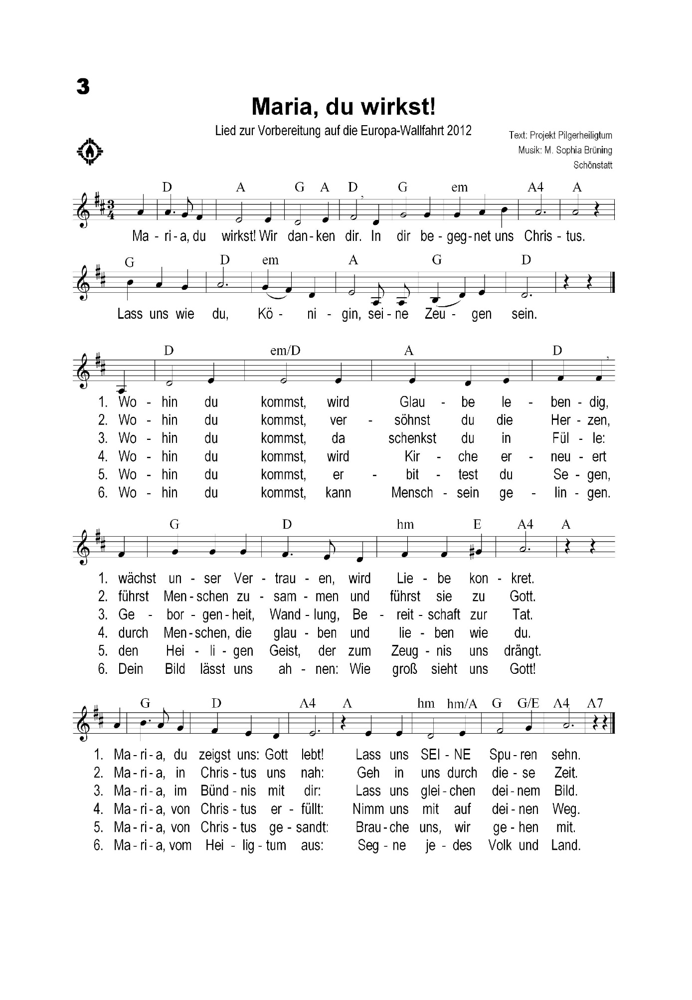 3
Maria, du wirkst!
Lied zur Vorbereitung auf die Europa-Wallfahrt 2012
Text: Projekt Pilgerheiligtum
Musik: M. Sophia Brüning
Schönstatt
D A G A D G em A4 A
3
4
Ma - ri - a, du wirkst! Wir dan - ken dir. In dir be - geg - net uns Chris - tus.
G D em A G D
Lass uns wie du, Kö - ni - gin, sei - ne Zeu - gen sein.
D em/D A D
1. Wo - hin du kommst, wird Glau - be le - ben - dig,
2. Wo - hin du kommst, ver - söhnst du die Her - zen,
3. Wo - hin du kommst, da schenkst du in Fül - le:
4. Wo - hin du kommst, wird Kir - che er - neu - ert
5. Wo - hin du kommst, er - bit - test du Se - gen,
6. Wo - hin du kommst, kann Mensch - sein ge - lin - gen.
G D hm E A4 A
1. wächst un - ser Ver - trau - en, wird Lie - be kon - kret.
2. führst Men - schen zu - sam - men und führst sie zu Gott.
3. Ge - bor - gen - heit, Wand - lung, Be - reit - schaft zur Tat.
4. durch Men - schen, die glau - ben und lie - ben wie du.
5. den Hei - li - gen Geist, der zum Zeug - nis uns drängt.
6. Dein Bild lässt uns ah - nen: Wie groß sieht uns Gott!
G D A4 A hm hm/A G G/E A4 A7
1. Ma - ri - a, du zeigst uns: Gott lebt! Lass uns SEI - NE Spu - ren sehn.
2. Ma - ri - a, in Chris - tus uns nah: Geh in uns durch die - se Zeit.
3. Ma - ri - a, im Bünd - nis mit dir: Lass uns glei - chen dei - nem Bild.
4. Ma - ri - a, von Chris - tus er - füllt: Nimm uns mit auf dei - nen Weg.
5. Ma - ri - a, von Chris - tus ge - sandt: Brau - che uns, wir ge - hen mit.
6. Ma - ri - a, vom Hei - lig - tum aus: Seg - ne je - des Volk und Land.